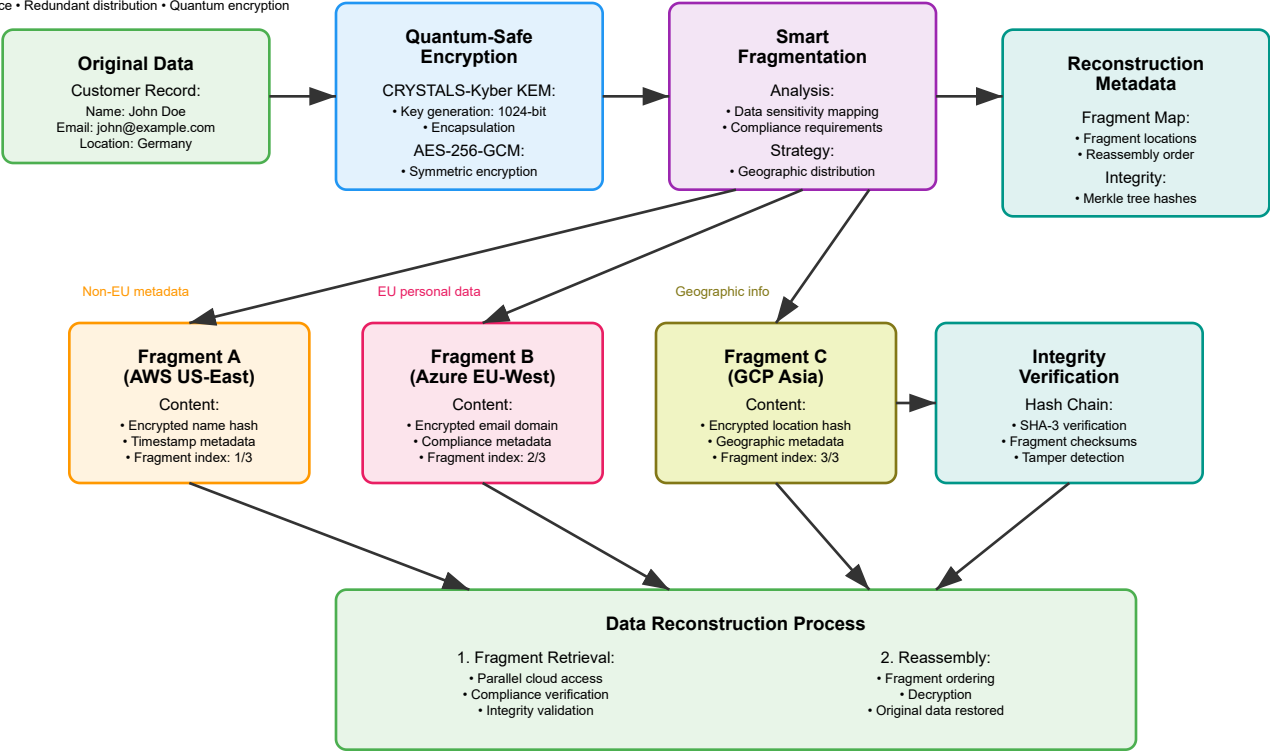 ce • Redundant distribution • Quantum encryption
Original Data
Customer Record:
Name: John Doe
Email: john@example.com
Location: Germany
Quantum-Safe
Encryption
CRYSTALS-Kyber KEM:
• Key generation: 1024-bit
• Encapsulation
AES-256-GCM:
• Symmetric encryption
Smart
Fragmentation
Analysis:
• Data sensitivity mapping
• Compliance requirements
Strategy:
• Geographic distribution
Reconstruction
Metadata
Fragment Map:
• Fragment locations
• Reassembly order
Integrity:
• Merkle tree hashes
Non-EU metadata
EU personal data
Geographic info
Fragment A
(AWS US-East)
Content:
• Encrypted name hash
• Timestamp metadata
• Fragment index: 1/3
Fragment B
(Azure EU-West)
Content:
• Encrypted email domain
• Compliance metadata
• Fragment index: 2/3
Fragment C
(GCP Asia)
Content:
• Encrypted location hash
• Geographic metadata
• Fragment index: 3/3
Integrity
Verification
Hash Chain:
• SHA-3 verification
• Fragment checksums
• Tamper detection
Data Reconstruction Process
1. Fragment Retrieval:
• Parallel cloud access
• Compliance verification
• Integrity validation
2. Reassembly:
• Fragment ordering
• Decryption
• Original data restored